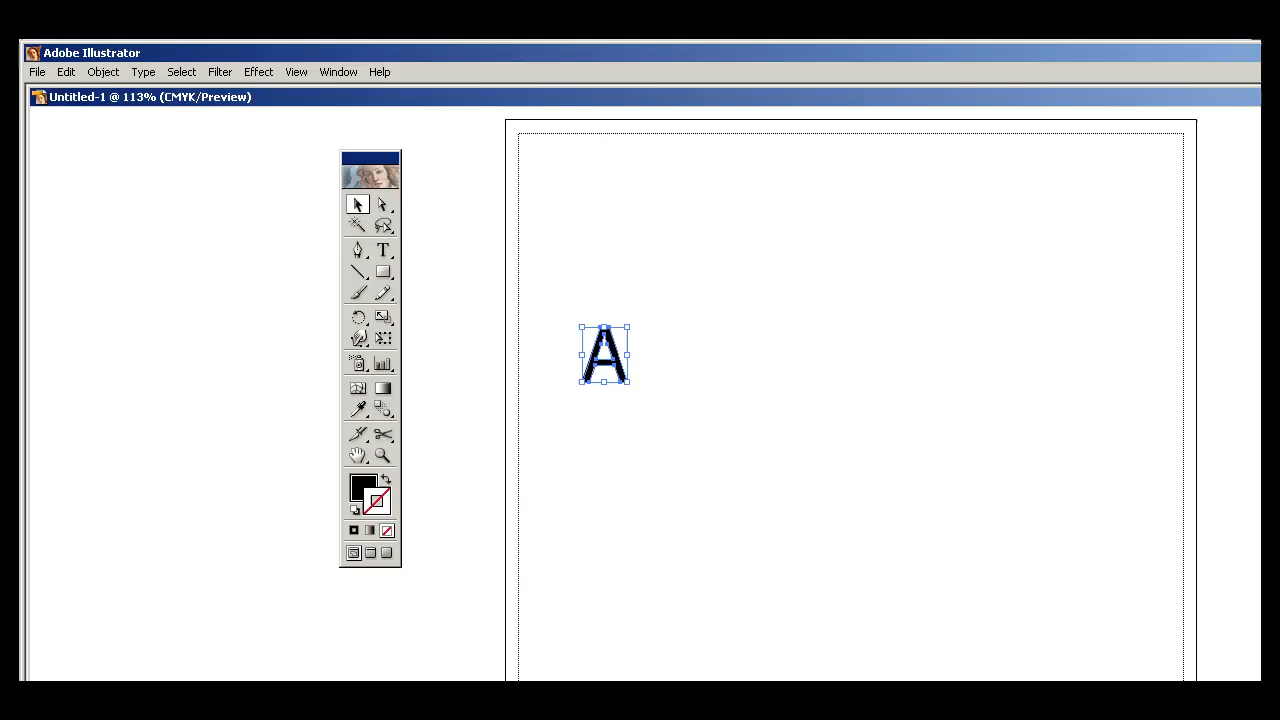 Adobe Illustrator
File Edit Object Type Select Filter Effect View Window Help
Untitled-1 @ 113% (CMYK/Preview)
T
A